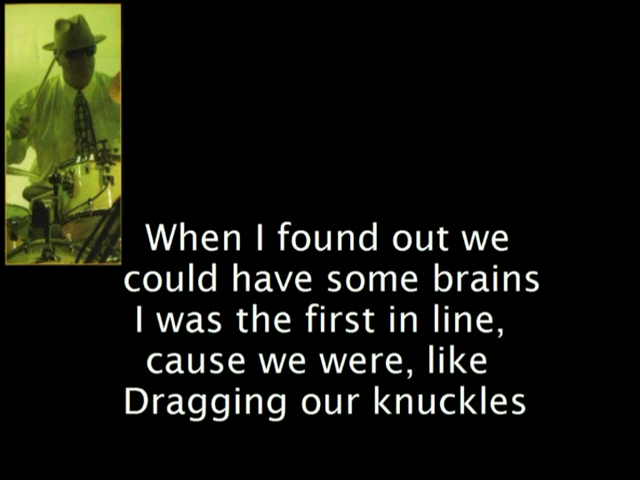 When I found out we
could have some brains
I was the first in line,
cause we were, like
Dragging our knuckles